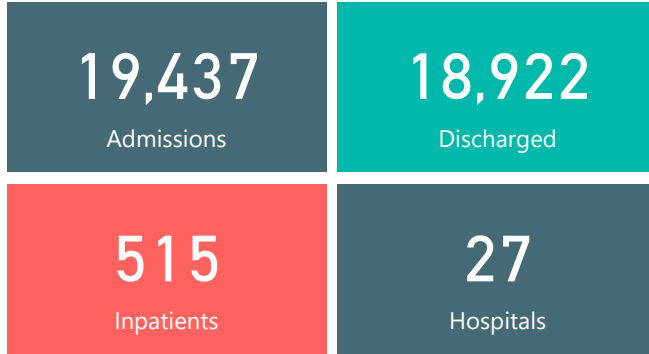 19,437
Admissions
18,922
Discharged
515
Inpatients
27
Hospitals